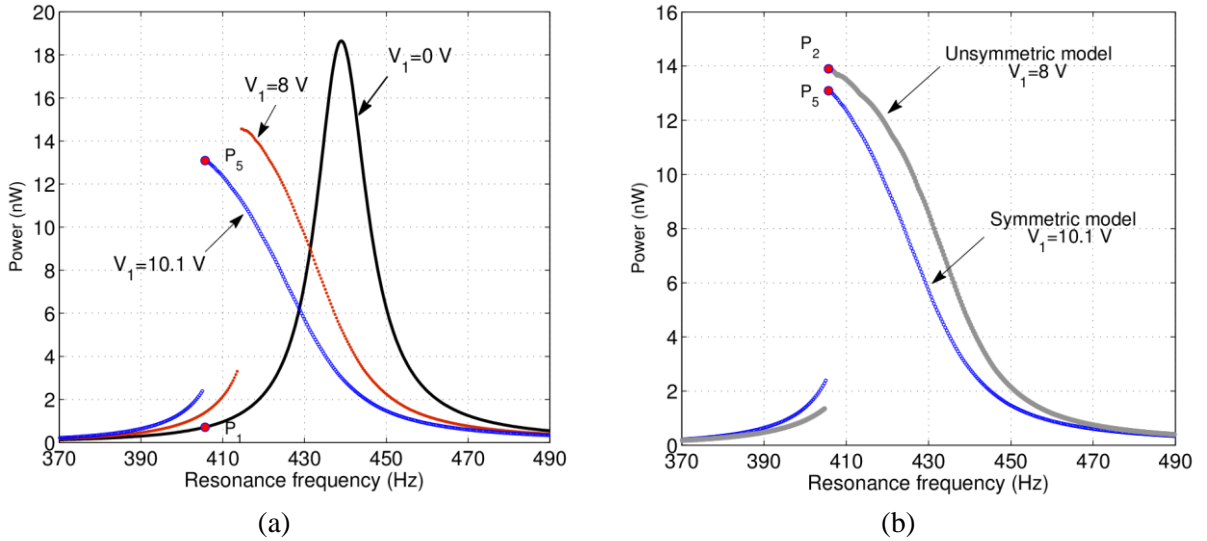 20
18
16
14
12
10
8
6
4
2
0
Power (nW)
V1=0 V
V1=8 V
P5
V1=10.1 V
P1
370 390 410 430 450 470 490
Resonance frequency (Hz)
(a)
16
14
12
10
8
6
4
2
0
Power (nW)
P2
P5
Unsymmetric model
V1=8 V
Symmetric model
V1=10.1 V
370 390 410 430 450 470 490
Resonance frequency (Hz)
(b)